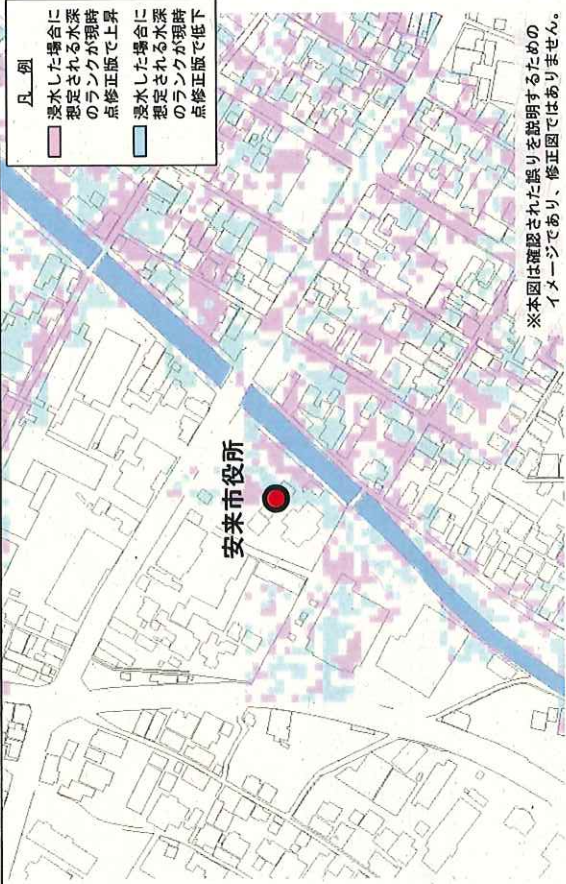 凡 例
浸水した場合に
想定される水深
のランクが現時
点修正版で上昇
浸水した場合に
想定される水深
のランクが現時
点修正版で低下
安来市役所
※本図は確認された誤りを説明するための
イメージであり、修正図ではありません。